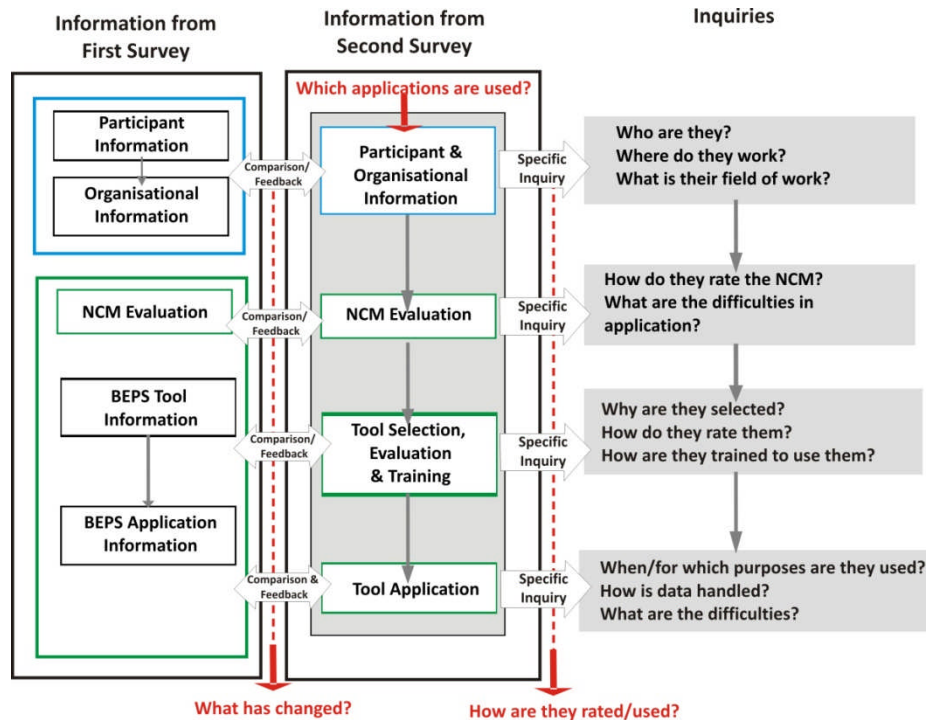 Information from
First Survey
Information from
Second Survey
Inquiries
Which applications are used?
Participant
Information
Organisational
Information
Comparison/
Feedback
Participant &
Organisational
Information
Specific
Inquiry
Who are they?
Where do they work?
What is their field of work?
NCM Evaluation
Comparison/
Feedback
NCM Evaluation
Specific
Inquiry
How do they rate the NCM?
What are the difficulties in
application?
BEPS Tool
Information
Comparison/
Feedback
Tool Selection,
Evaluation
& Training
Specific
Inquiry
Why are they selected?
How do they rate them?
How are they trained to use them?
BEPS Application
Information
Comparison &
Feedback
Tool Application
Specific
Inquiry
When/for which purposes are they used?
How is data handled?
What are the difficulties?
What has changed?
How are they rated/used?